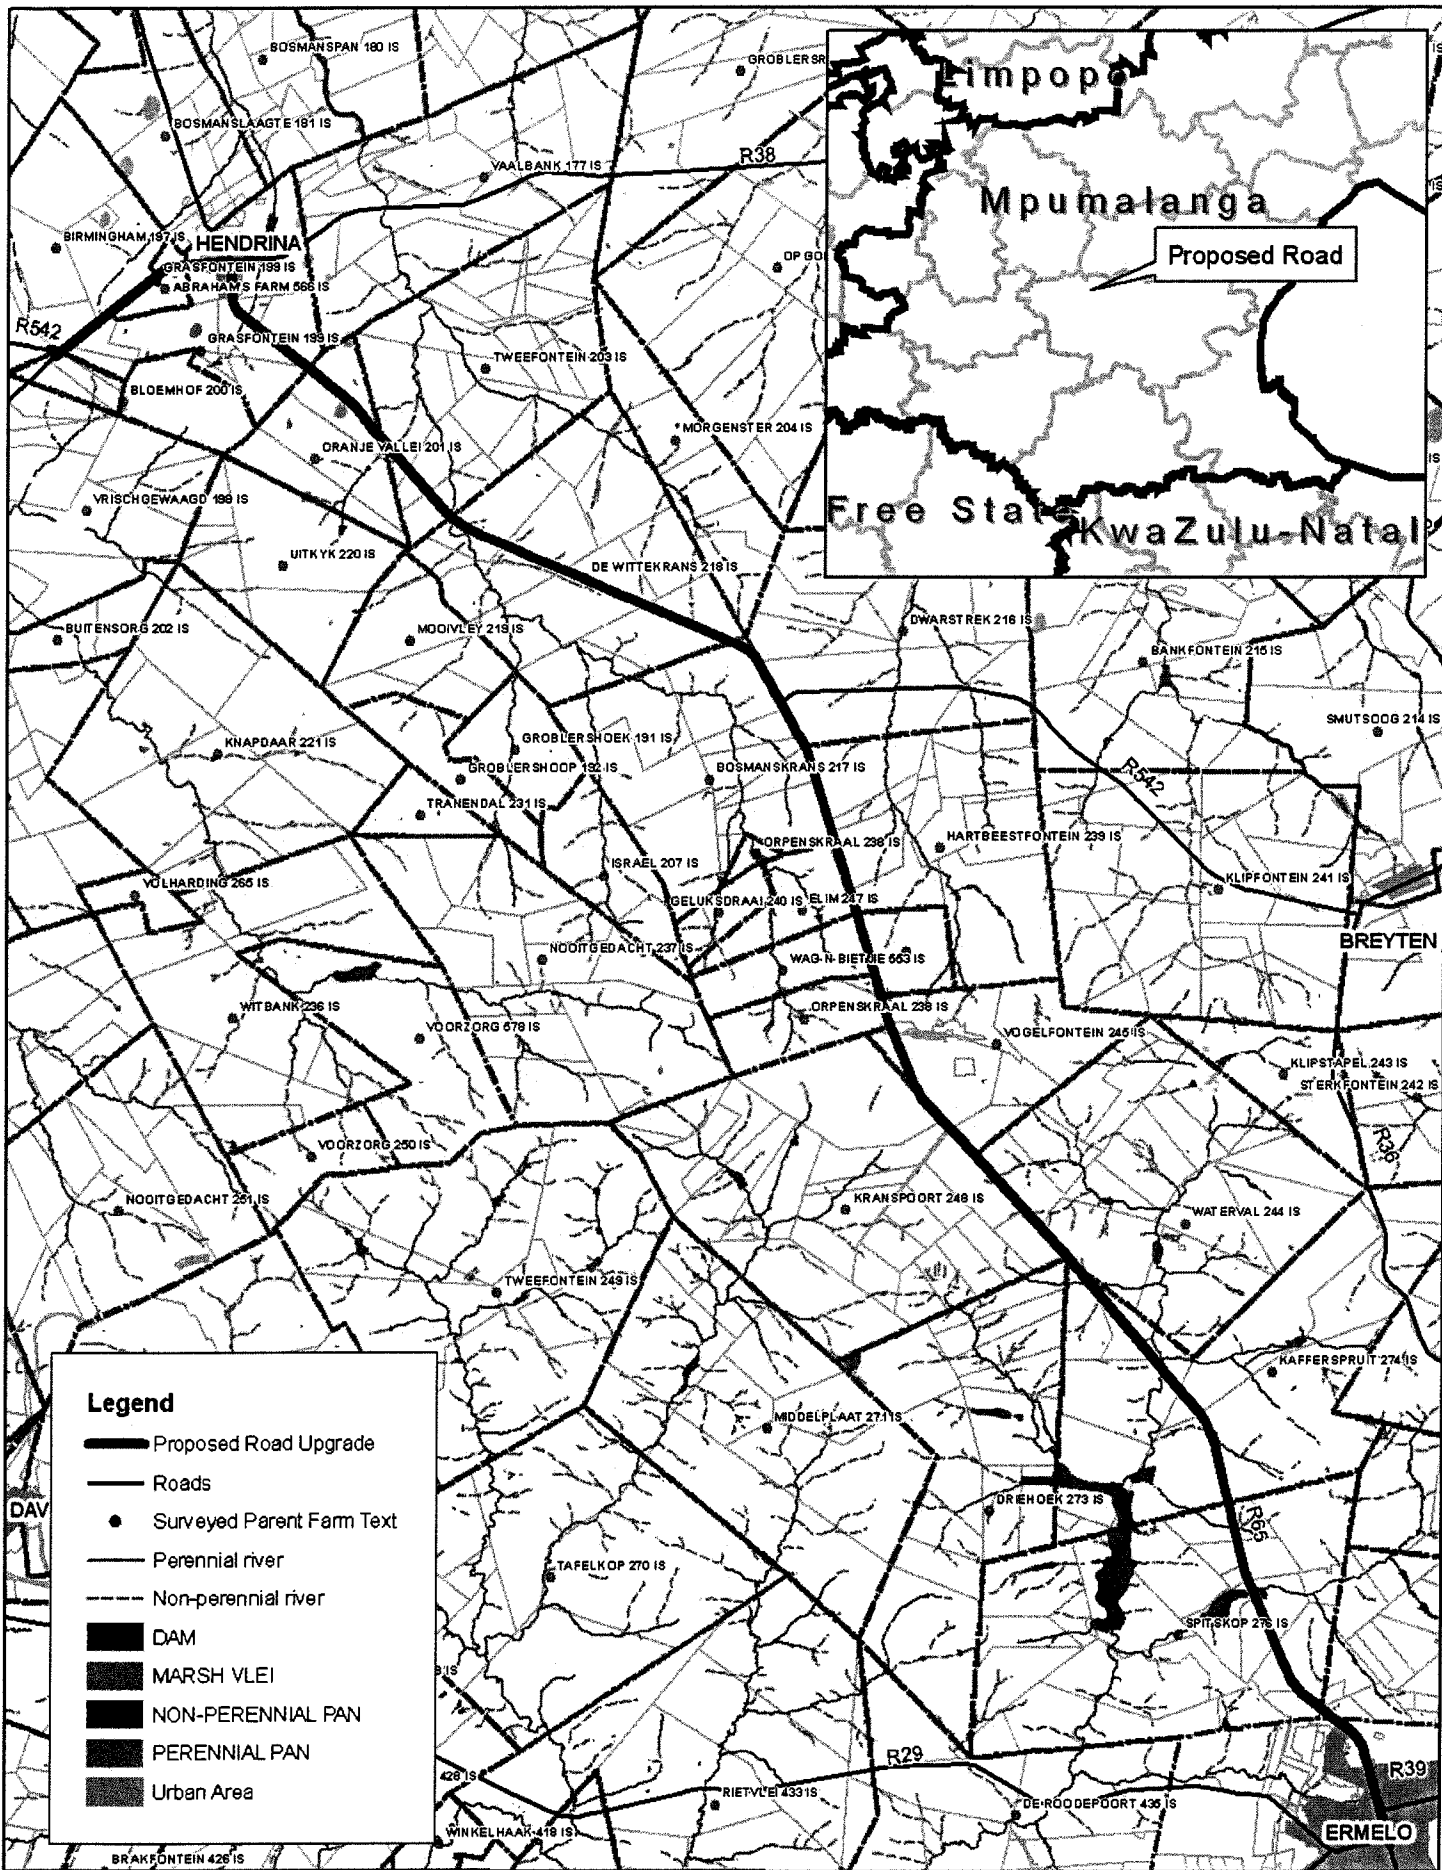 BOSMANSPAN 180 IS
GROBLERSR
BOSMANSLAAGTE 181 IS
VAALBANK 177 IS
R38
BIRMINGHAM 197 IS
HENDRINA
GRASFONTEIN 199 IS
ABRAHAMS FARM 566 IS
OP GO
R542
GRASFONTEIN 199 IS
TWEEFONTEIN 203 IS
BLOEMHOF 200 IS
MORGENSTER 204 IS
ORANJE VALLEI 201 IS
VRISCHGEWAAGD 198 IS
UITKYK 220 IS
DE WITTEKRANS 218 IS
Limpopo
Mpumalanga
Proposed Road
Free State
KwaZulu-Natal
BUITENSORG 202 IS
MOOIVLEY 219 IS
DWARSTREK 216 IS
BANKFONTEIN 215 IS
SMUTSOOG 214 IS
KNAPDAAR 221 IS
GROBLERSHOEK 191 IS
GROBLERSHOOP 192 IS
BOSMANSKRANS 217 IS
R542
TRANENDAL 231 IS
ORPENSKRAAL 238 IS
HARTBEESTFONTEIN 239 IS
ISRAEL 207 IS
VOLHARDING 265 IS
KLIPFONTEIN 241 IS
GELUKSDRAAI 240 IS
ELIM 247 IS
BREYTEN
NOOITGEDACHT 237 IS
WAG-N-BIETJIE 553 IS
WITBANK 236 IS
ORPENSKRAAL 238 IS
VOORZORG 578 IS
VOGELFONTEIN 245 IS
KLIPSTAPEL 243 IS
STERKFONTEIN 242 IS
VOORZORG 250 IS
R36
NOOITGEDACHT 251 IS
KRANSPOORT 248 IS
WATERVAL 244 IS
TWEEFONTEIN 249 IS
KAFFERSPRUIT 274 IS
MIDDELPLAAT 271 IS
DRIEHOEK 273 IS
R65
DAV
TAFELKOP 270 IS
SPITSKOP 276 IS
R29
428 IS
RIETVLEI 433 IS
DE ROODEPOORT 435 IS
R39
ERMELO
WINKELHAAK 418 IS
BRAKFONTEIN 426 IS
Legend
Proposed Road Upgrade
Roads
Surveyed Parent Farm Text
Perennial river
Non-perennial river
DAM
MARSH VLEI
NON-PERENNIAL PAN
PERENNIAL PAN
Urban Area